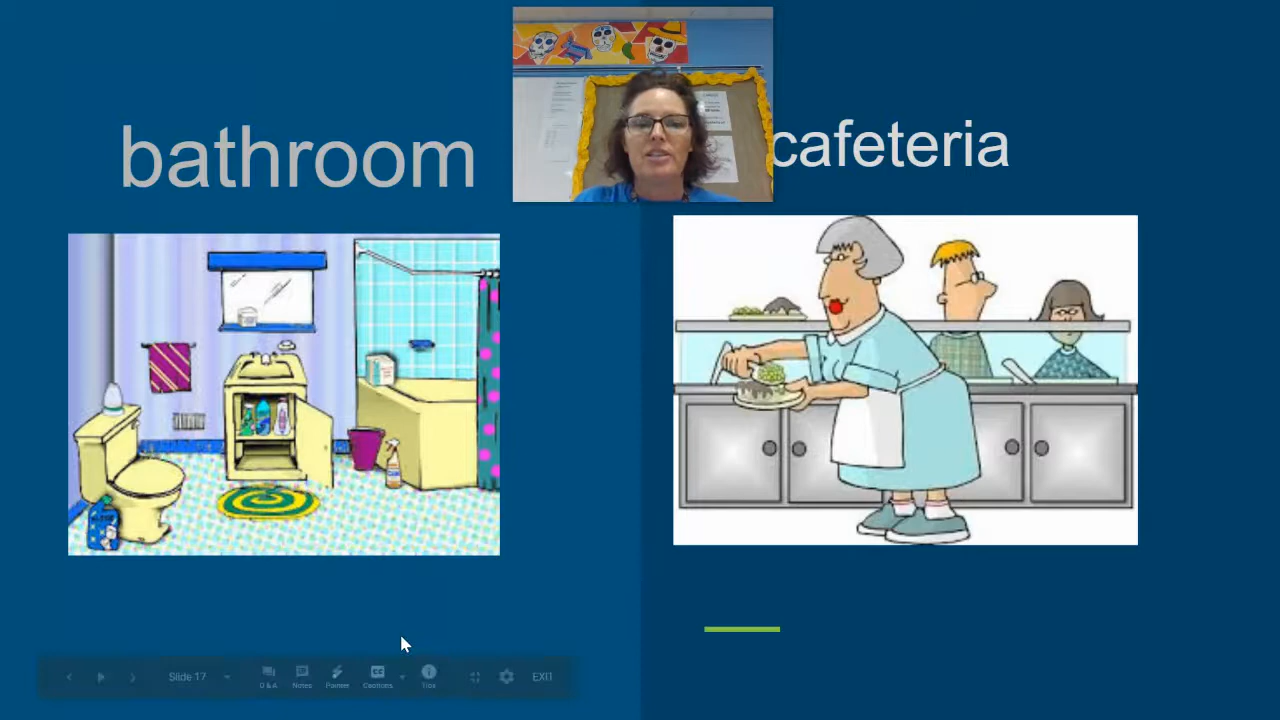 bathroom
cafeteria
Slide 17
Q & A
Notes
Pointer
Captions
Tips
EXIT